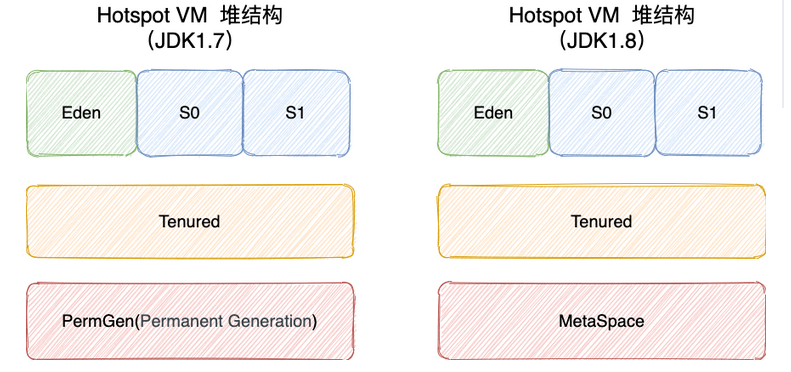 Hotspot VM 堆结构
（JDK1.7）
Eden
S0
S1
Tenured
PermGen(Permanent Generation)
Hotspot VM 堆结构
（JDK1.8）
Eden
S0
S1
Tenured
MetaSpace